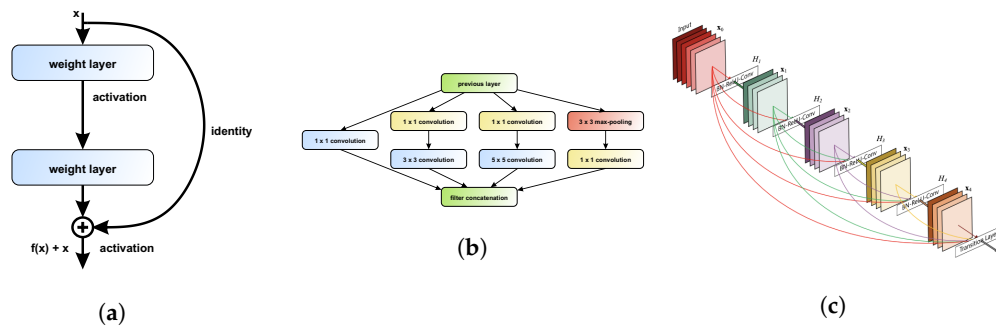 x
weight layer
activation
identity
weight layer
f(x) + x
activation
(a)
previous layer
1 x 1 convolution
1 x 1 convolution
3 x 3 max-pooling
1 x 1 convolution
3 x 3 convolution
5 x 5 convolution
1 x 1 convolution
filter concatenation
(b)
Input
x₀
H₁
BN-ReLU-Conv
x₁
H₂
BN-ReLU-Conv
x₂
H₃
BN-ReLU-Conv
x₃
H₄
BN-ReLU-Conv
x₄
Transition Layer
(c)